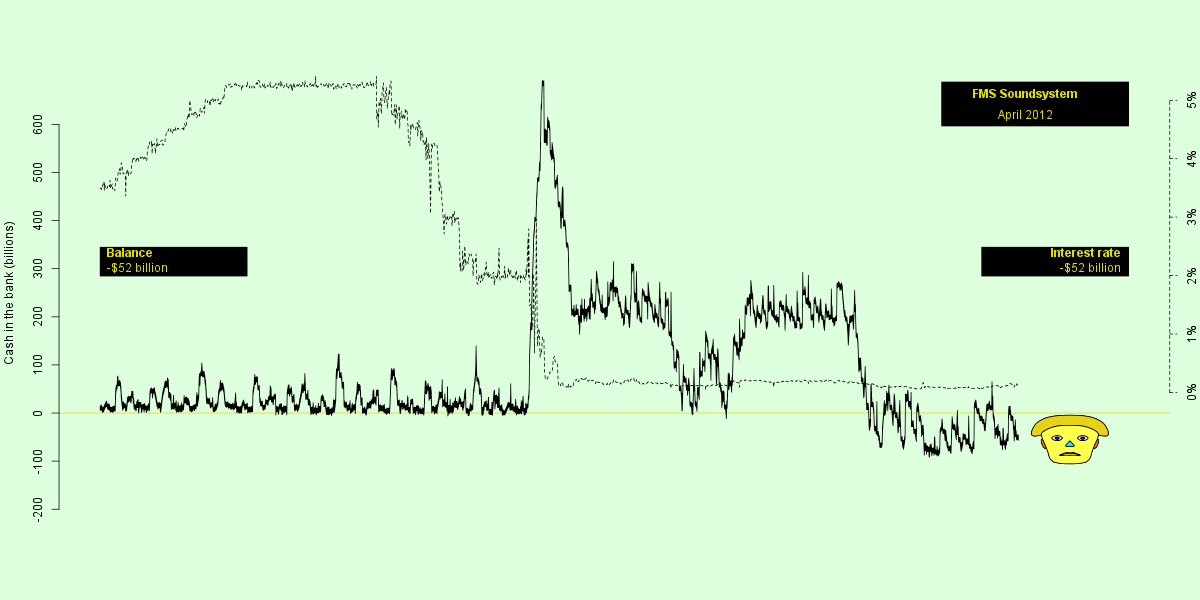 FMS Soundsystem
April 2012
Balance
-$52 billion
Interest rate
-$52 billion
Cash in the bank (billions)
600
500
400
300
200
100
0
-100
-200
5%
4%
3%
2%
1%
0%